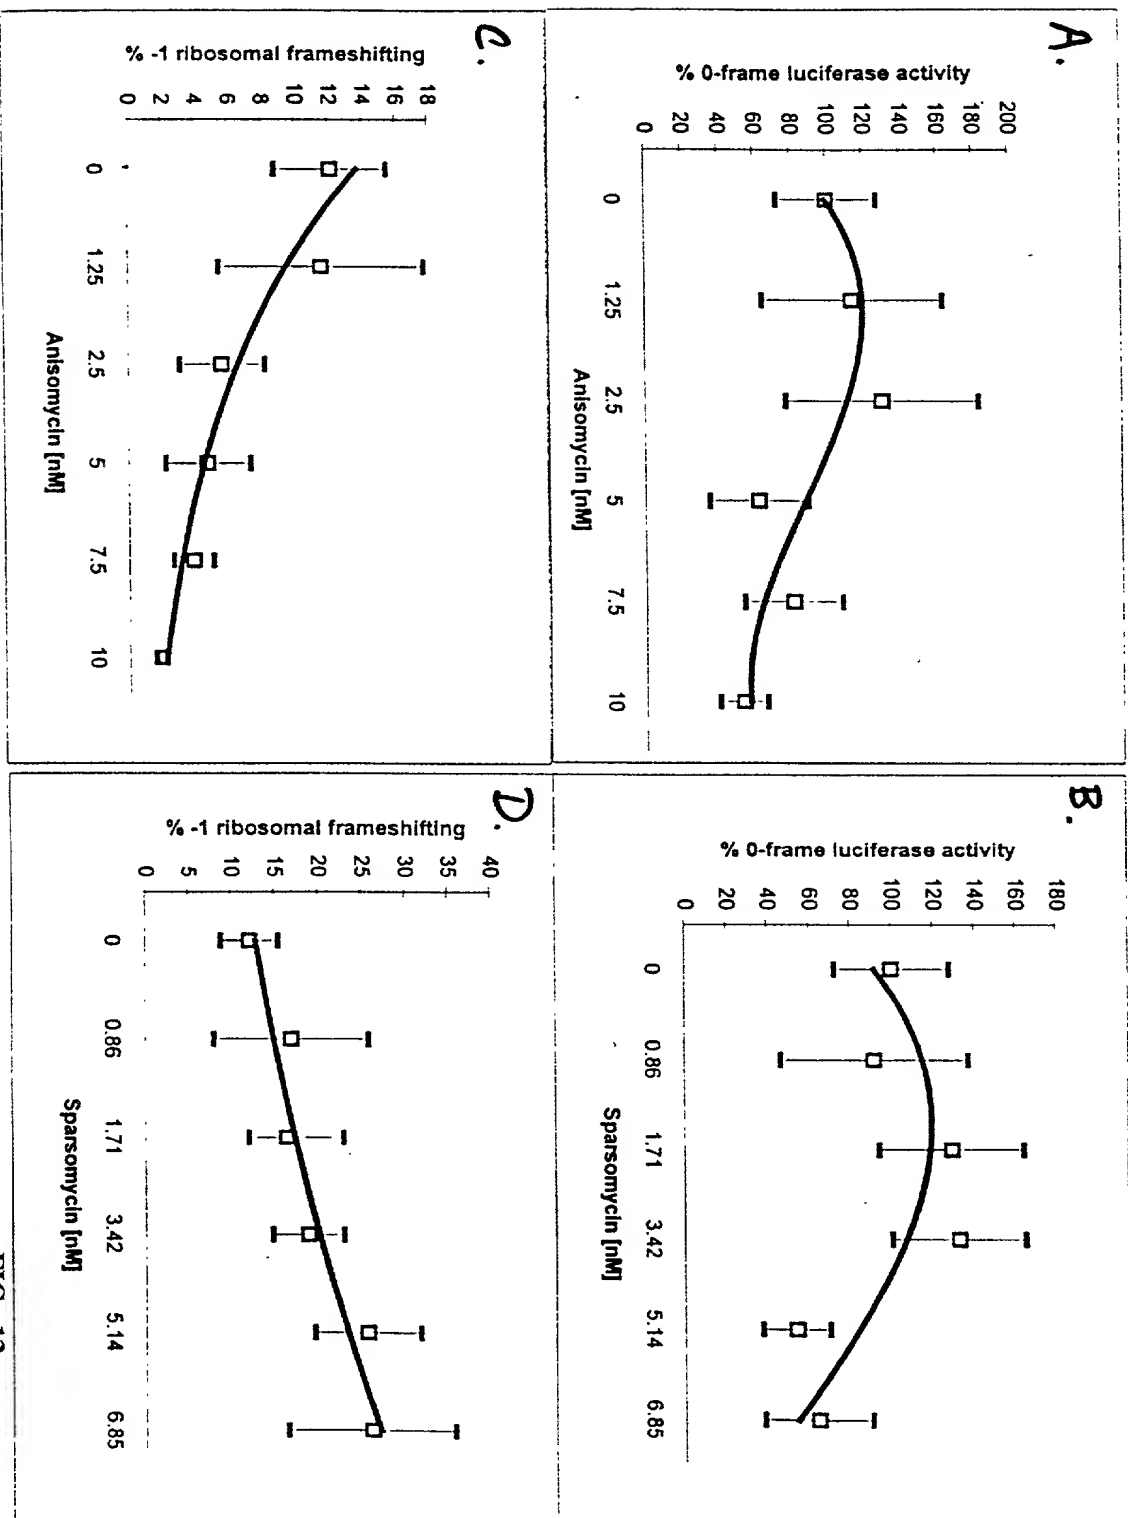 A.
% 0-frame luciferase activity
200
180
160
140
120
100
80
60
40
20
0
0 1.25 2.5 5 7.5 10
Anisomycin [nM]
B.
% 0-frame luciferase activity
180
160
140
120
100
80
60
40
20
0
0 0.86 1.71 3.42 5.14 6.85
Sparsomycin [nM]
C.
% -1 ribosomal frameshifting
18
16
14
12
10
8
6
4
2
0
0 1.25 2.5 5 7.5 10
Anisomycin [nM]
D.
% -1 ribosomal frameshifting
40
35
30
25
20
15
10
5
0
0 0.86 1.71 3.42 5.14 6.85
Sparsomycin [nM]